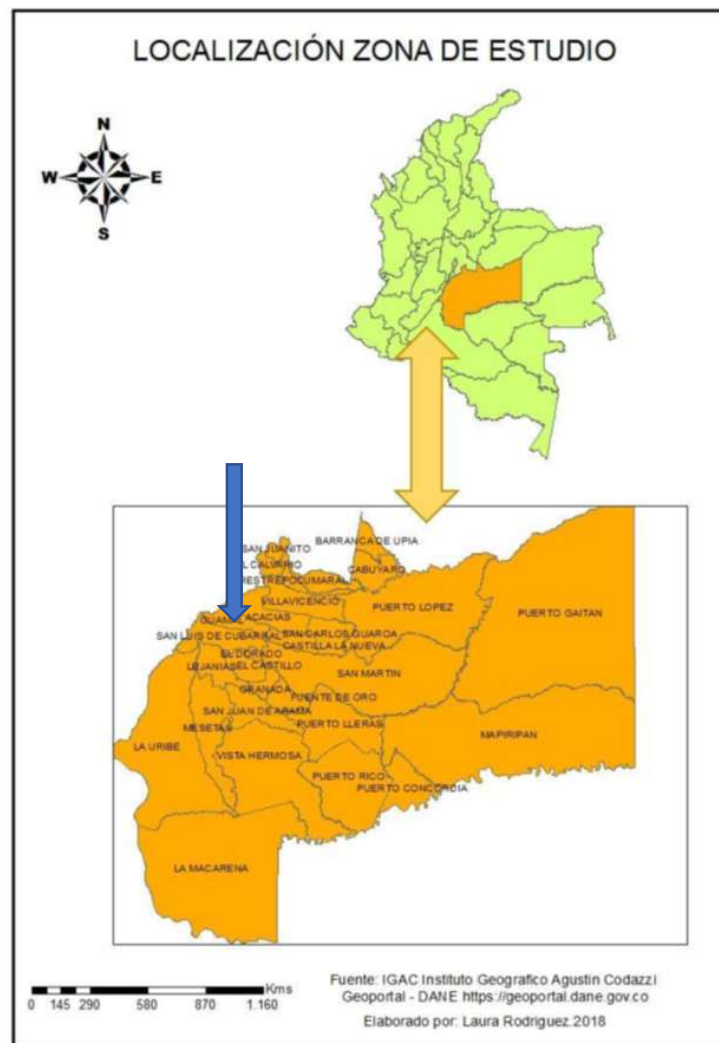 LOCALIZACIÓN ZONA DE ESTUDIO
N
W E
S
SAN JUANITO
BARRANCA DE UPIA
L CALVARIO
CABUYARO
RESTREPO CUMARAL
VILLAVICENCIO
PUERTO LOPEZ
PUERTO GAITAN
GUAMAL ACACIAS
SAN LUIS DE CUBARRAL
SAN CARLOS GUAROA
CASTILLA LA NUEVA
EL DORADO
LEJANIAS EL CASTILLO
SAN MARTIN
GRANADA
FUENTE DE ORO
SAN JUAN DE ARAMA
PUERTO LLERAS
MESETAS
MAPIRIPAN
LA URIBE
VISTA HERMOSA
PUERTO RICO
PUERTO CONCORDIA
LA MACARENA
Kms
0 145 290 580 870 1.160
Fuente: IGAC Instituto Geografico Agustin Codazzi
Geoportal - DANE https://geoportal.dane.gov.co
Elaborado por: Laura Rodriguez.2018